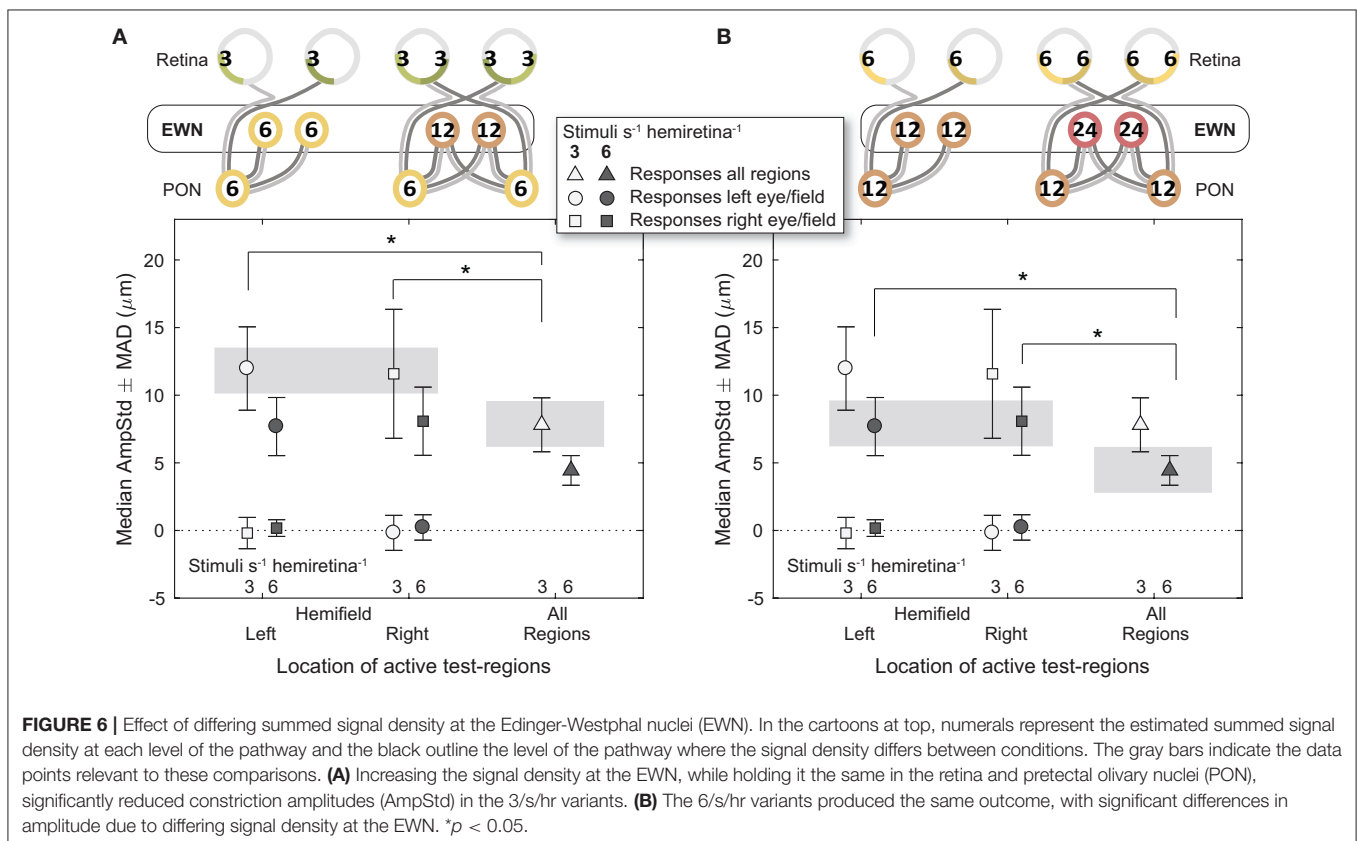 A
B
Retina
3 3 3 3 3 3
EWN
6 6 12 12
PON
6 6 6
6 6 6 6 6 6
Retina
12 12 24 24
EWN
12 12 12
PON
Stimuli s⁻¹ hemiretina⁻¹
3 6
Responses all regions
Responses left eye/field
Responses right eye/field
Median AmpStd ± MAD (μm)
20
15
10
5
0
-5
* *
Stimuli s⁻¹ hemiretina⁻¹
3 6 3 6 3 6
Hemifield All
Left Right Regions
Location of active test-regions
Median AmpStd ± MAD (μm)
20
15
10
5
0
-5
* *
Stimuli s⁻¹ hemiretina⁻¹
3 6 3 6 3 6
Hemifield All
Left Right Regions
Location of active test-regions
FIGURE 6 | Effect of differing summed signal density at the Edinger-Westphal nuclei (EWN). In the cartoons at top, numerals represent the estimated summed signal
density at each level of the pathway and the black outline the level of the pathway where the signal density differs between conditions. The gray bars indicate the data
points relevant to these comparisons. (A) Increasing the signal density at the EWN, while holding it the same in the retina and pretectal olivary nuclei (PON),
significantly reduced constriction amplitudes (AmpStd) in the 3/s/hr variants. (B) The 6/s/hr variants produced the same outcome, with significant differences in
amplitude due to differing signal density at the EWN. *p < 0.05.